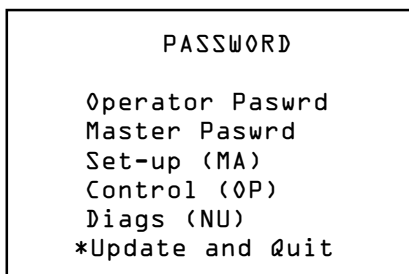 PASSWORD
Operator Paswrd
Master Paswrd
Set-up (MA)
Control (OP)
Diags (NU)
*Update and Quit